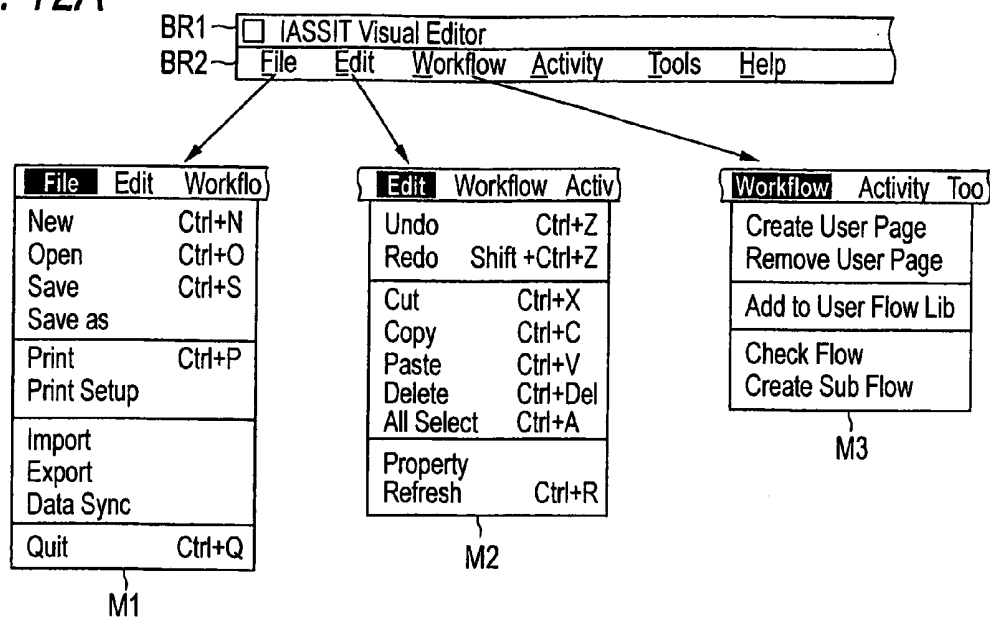 12A
BR1 IASSIT Visual Editor
BR2 File Edit Workflow Activity Tools Help
File Edit Workflo
New Ctrl+N
Open Ctrl+O
Save Ctrl+S
Save as
Print Ctrl+P
Print Setup
Import
Export
Data Sync
Quit Ctrl+Q
M1
Edit Workflow Activ
Undo Ctrl+Z
Redo Shift +Ctrl+Z
Cut Ctrl+X
Copy Ctrl+C
Paste Ctrl+V
Delete Ctrl+Del
All Select Ctrl+A
Property
Refresh Ctrl+R
M2
Workflow Activity Too
Create User Page
Remove User Page
Add to User Flow Lib
Check Flow
Create Sub Flow
M3